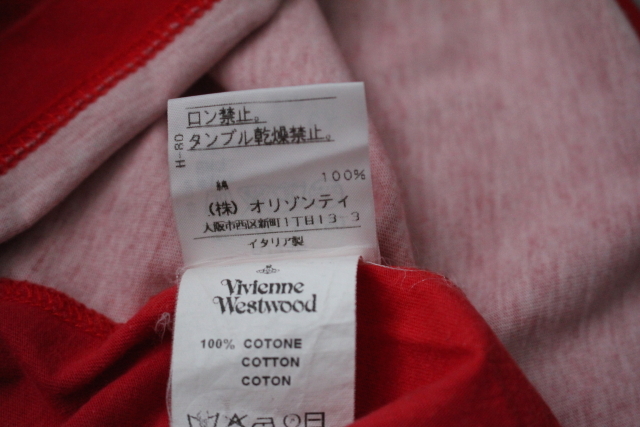 ロン禁止。
タンブル乾燥禁止。
H-80
綿 100%
(株) オリゾンティ
大阪市西区新町1丁目13-3
イタリア製
Vivienne
Westwood
100% COTONE
COTTON
COTON